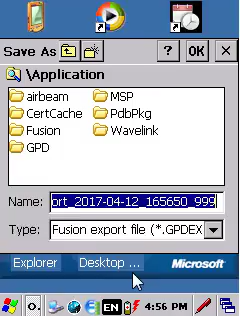 Save As ? OK ×
\Application
airbeam MSP
CertCache PdbPkg
Fusion Wavelink
GPD
Name: ort_2017-04-12_165650_999
Type: Fusion export file (*.GPDEX
Explorer Desktop ... Microsoft
O. EN 4:56 PM